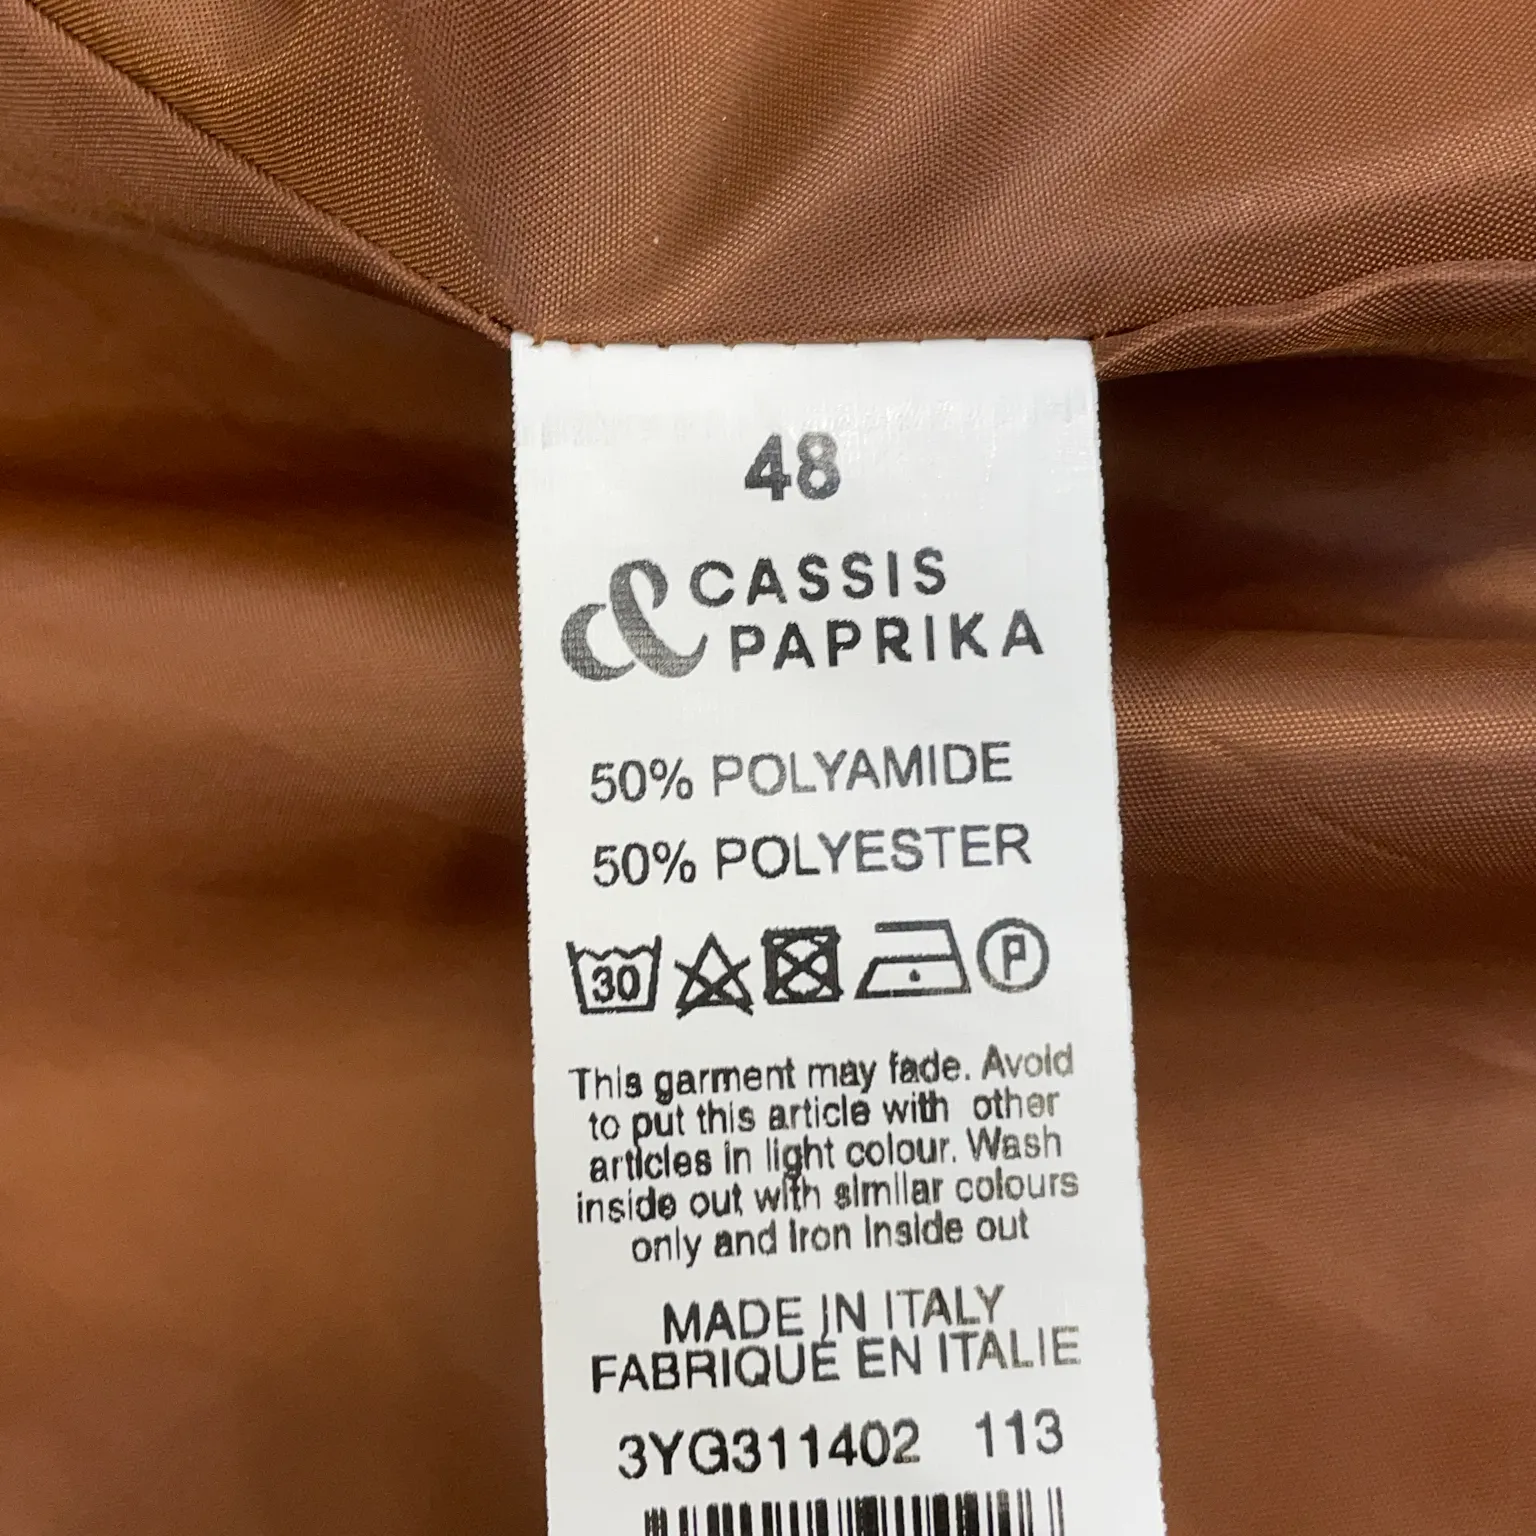 48
CASSIS
PAPRIKA
50% POLYAMIDE
50% POLYESTER
30 P
This garment may fade. Avoid
to put this article with other
articles in light colour. Wash
inside out with similar colours
only and Iron Inside out
MADE IN ITALY
FABRIQUÉ EN ITALIE
3YG311402 113